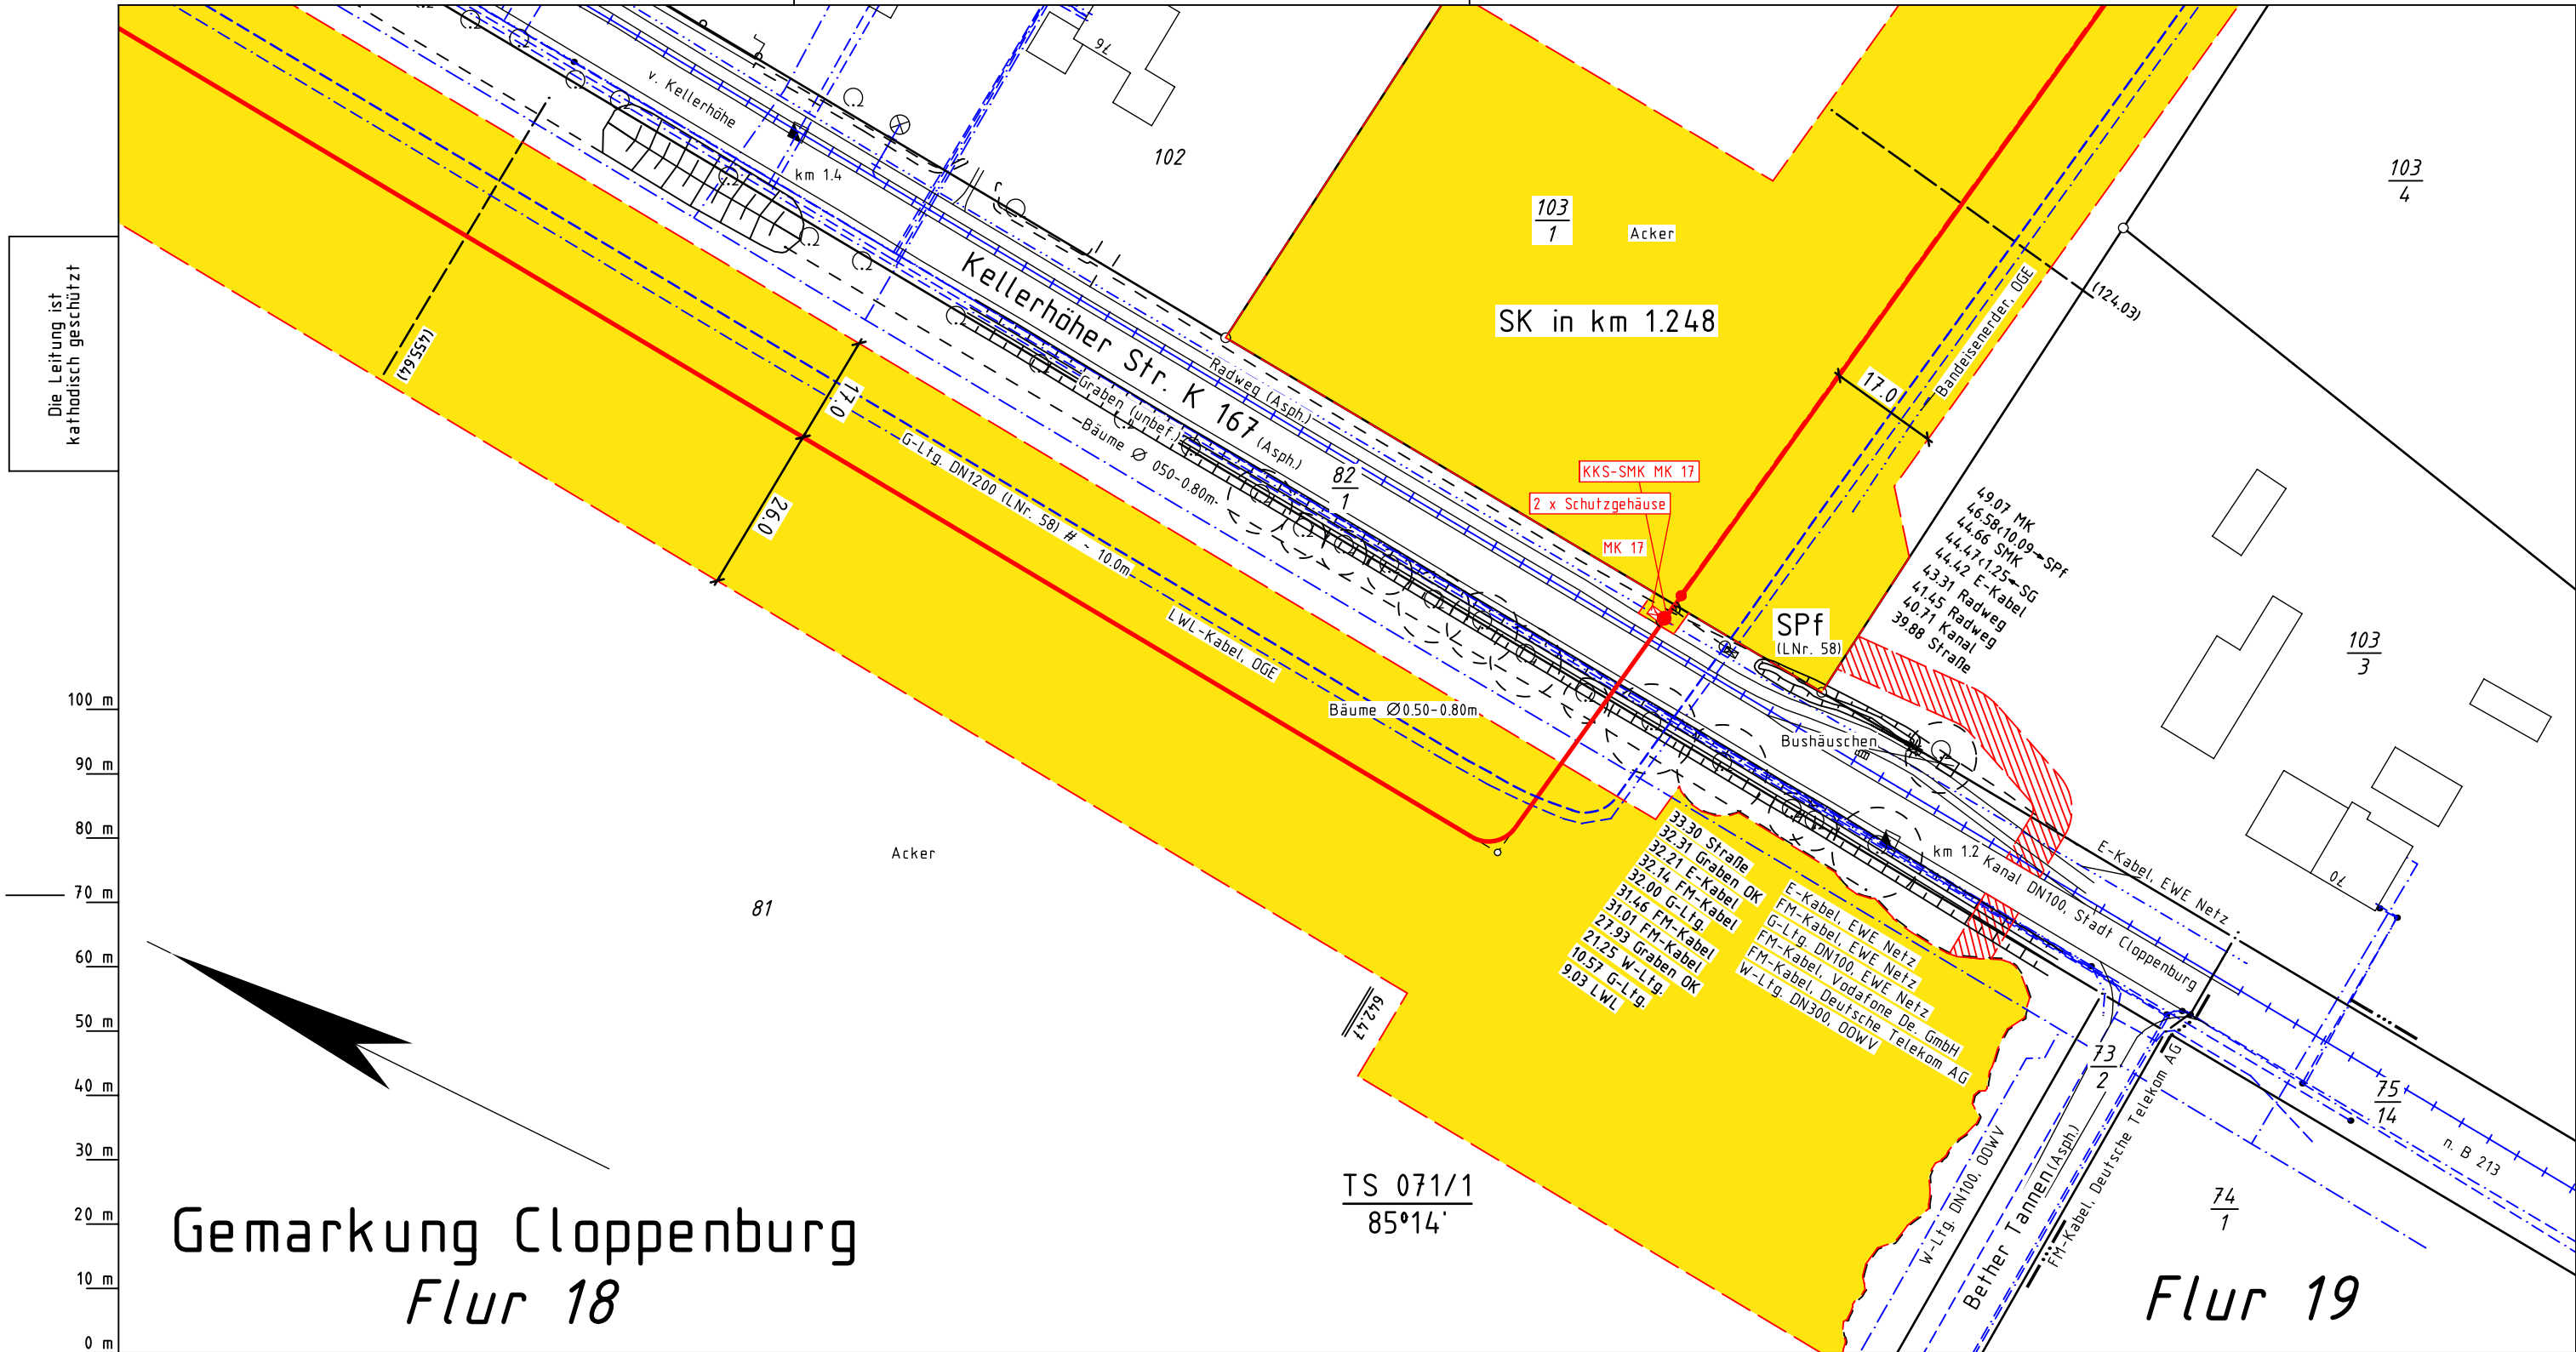 Die Leitung ist
kathodisch geschützt
v. Kellerhöhe
km 1.4
76
102
103
1
Acker
103
4
SK in km 1.248
(124.03)
Bandeisenerder, OGE
17.0
(455.64)
17.0
26.0
Kellerhöher Str. K 167 (Asph.)
Radweg (Asph.)
Graben (unbef.)
Bäume Ø 050-0.80m
82
1
G-Ltg. DN1200 (LNr. 58) # ~ 10.0m
LWL-Kabel, OGE
KKS-SMK MK 17
2 x Schutzgehäuse
MK 17
SPf
(LNr. 58)
49.07 MK
46.58<10.09→SPf
44.66 SMK
44.47<1.25←SG
44.42 E-Kabel
43.31 Radweg
41.45 Radweg
40.71 Kanal
39.88 Straße
103
3
Bäume Ø0.50-0.80m
Bushäuschen
B
km 1.2
Kanal DN100, Stadt Cloppenburg
E-Kabel, EWE Netz
70
33.30 Straße
32.31 Graben OK
32.21 E-Kabel
32.14 FM-Kabel
32.00 G-Ltg.
31.46 FM-Kabel
31.01 FM-Kabel
27.93 Graben OK
21.25 W-Ltg.
10.57 G-Ltg.
9.03 LWL
E-Kabel, EWE Netz
FM-Kabel, EWE Netz
G-Ltg. DN100, EWE Netz
FM-Kabel, Vodafone De. GmbH
FM-Kabel, Deutsche Telekom AG
W-Ltg. DN300, OOWV
642.47
Acker
81
100 m
90 m
80 m
70 m
60 m
50 m
40 m
30 m
20 m
10 m
0 m
TS 071/1
85°14'
73
2
75
14
n. B 213
74
1
W-Ltg. DN100, OOWV
Bether Tannen (Asph.)
FM-Kabel, Deutsche Telekom AG
Gemarkung Cloppenburg
Flur 18
Flur 19